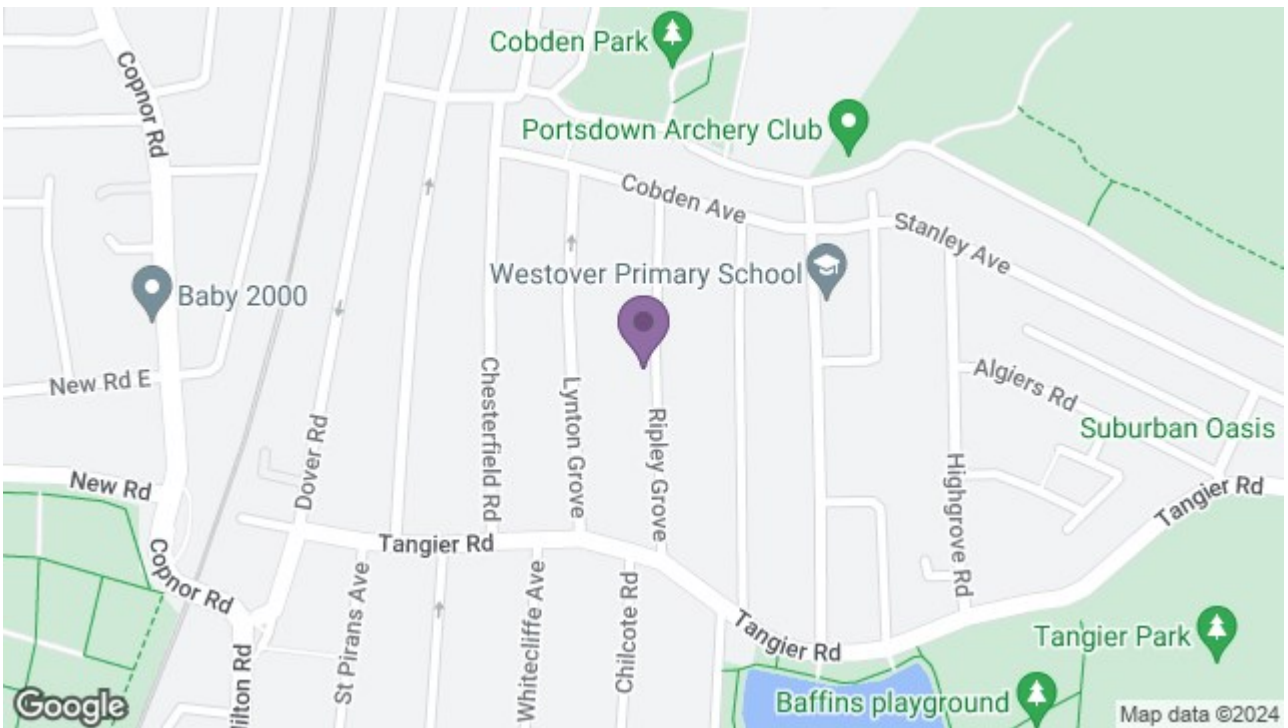 Cobden Park
Copnor Rd
Portsdown Archery Club
Cobden Ave
Stanley Ave
Westover Primary School
Baby 2000
New Rd E
Dover Rd
Chesterfield Rd
Lynton Grove
Ripley Grove
Algiers Rd
Suburban Oasis
Highgrove Rd
New Rd
Tangier Rd
Tangier Rd
Copnor Rd
St Pirans Ave
Whitecliffe Ave
Chilcote Rd
Tangier Rd
Tangier Park
ilton Rd
Baffins playground
Google
Map data ©2024